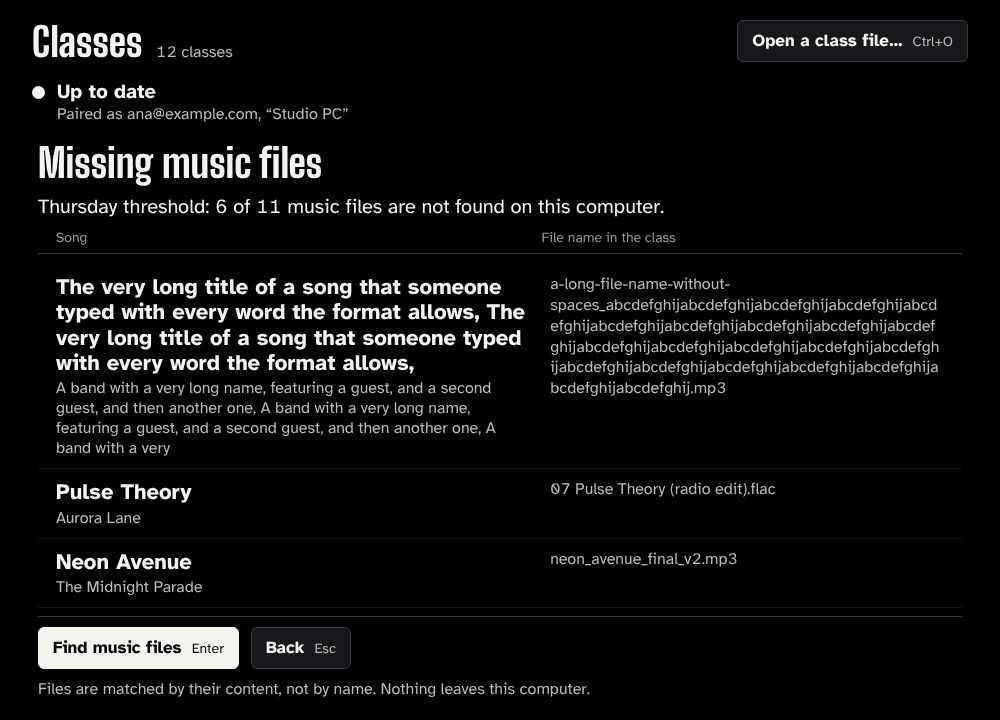 Classes 12 classes
Open a class file... Ctrl+O
Up to date
Paired as ana@example.com, “Studio PC”
Missing music files
Thursday threshold: 6 of 11 music files are not found on this computer.
Song File name in the class
The very long title of a song that someone
typed with every word the format allows, The
very long title of a song that someone typed
with every word the format allows,
A band with a very long name, featuring a guest, and a second
guest, and then another one, A band with a very long name,
featuring a guest, and a second guest, and then another one, A
band with a very
a-long-file-name-without-
spaces_abcdefghijabcdefghijabcdefghijabcdefghijabcd
efghijabcdefghijabcdefghijabcdefghijabcdefghijabcdef
ghijabcdefghijabcdefghijabcdefghijabcdefghijabcdefgh
ijabcdefghijabcdefghijabcdefghijabcdefghijabcdefghija
bcdefghijabcdefghij.mp3
Pulse Theory
Aurora Lane
07 Pulse Theory (radio edit).flac
Neon Avenue
The Midnight Parade
neon_avenue_final_v2.mp3
Find music files Enter
Back Esc
Files are matched by their content, not by name. Nothing leaves this computer.